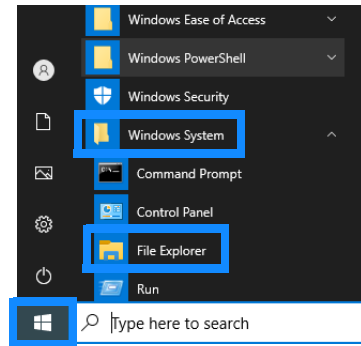 Windows Ease of Access
Windows PowerShell
Windows Security
Windows System
Command Prompt
Control Panel
File Explorer
Run
Type here to search